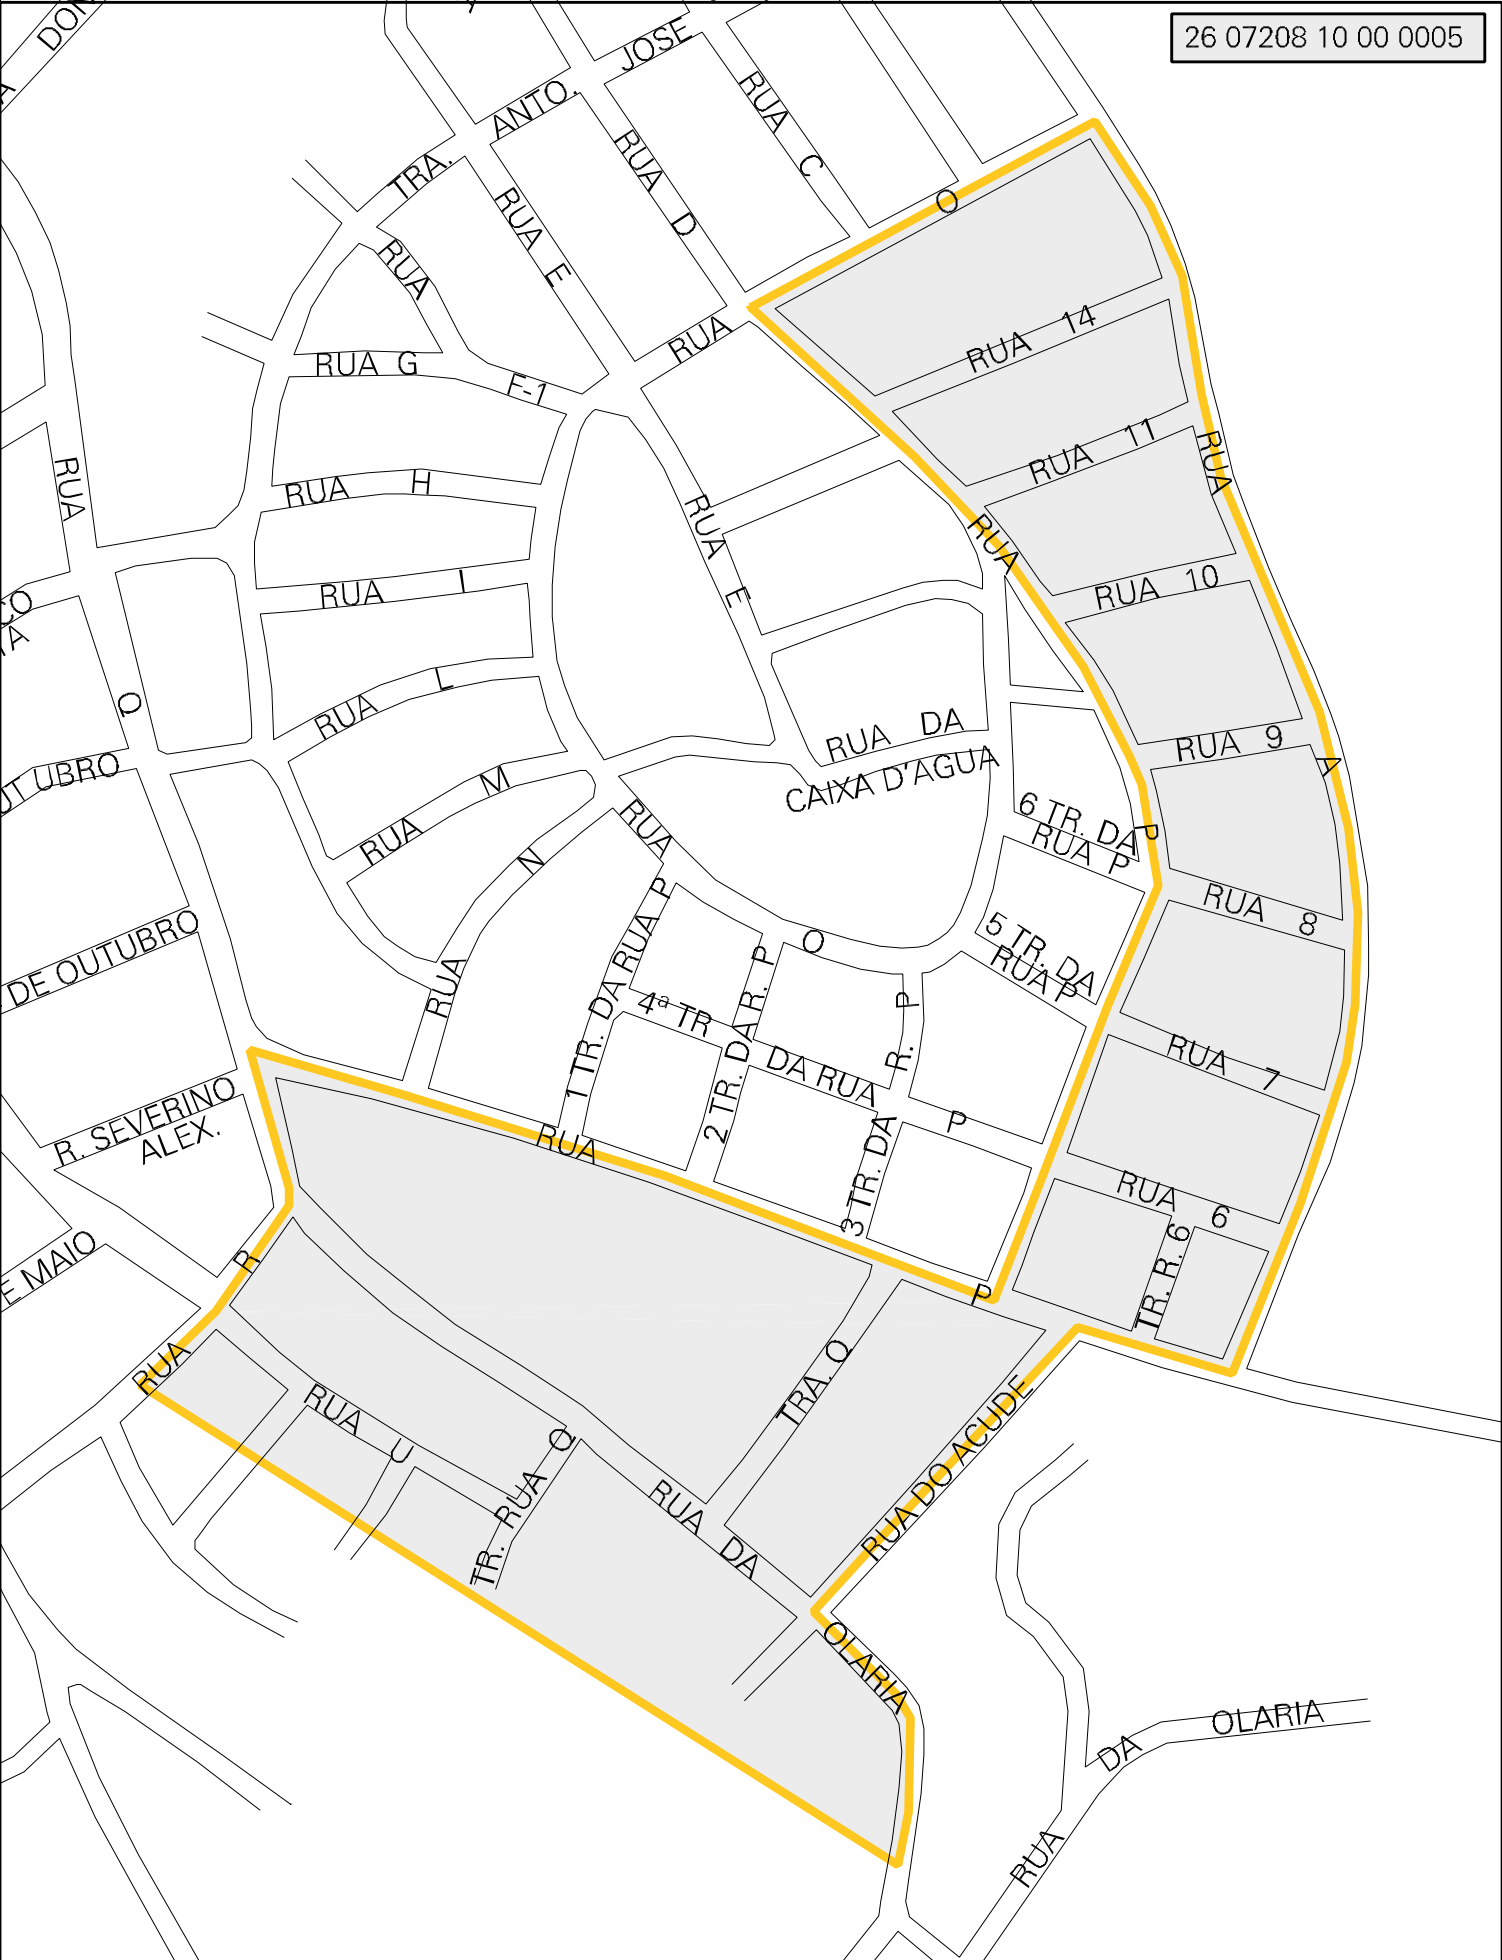 26 07208 10 00 0005
TRA. ANTO. JOSE
RUA C
RUA D
RUA E
RUA F-1
RUA O
RUA G
RUA 14
RUA 11
RUA H
RUA
RUA I
RUA E
RUA P
RUA A
RUA 10
RUA L
RUA Q
RUA DA
CAIXA D'AGUA
RUA 9
UBRO
RUA M
6 TR. DA
RUA P
RUA N
RUA O
RUA 8
DE OUTUBRO
5 TR. DA
RUA P
1 TR. DA RUA P
2 TR. DA R. P
R. P
4ª TR DA RUA P
3 TR. DA
RUA 7
R. SEVERINO
ALEX.
RUA P
RUA 6
TR. R. 6
E MAIO
RUA R
RUA U
TR. RUA Q
TRA. Q
RUA DO ACUDE
RUA DA OLARIA
RUA DA OLARIA